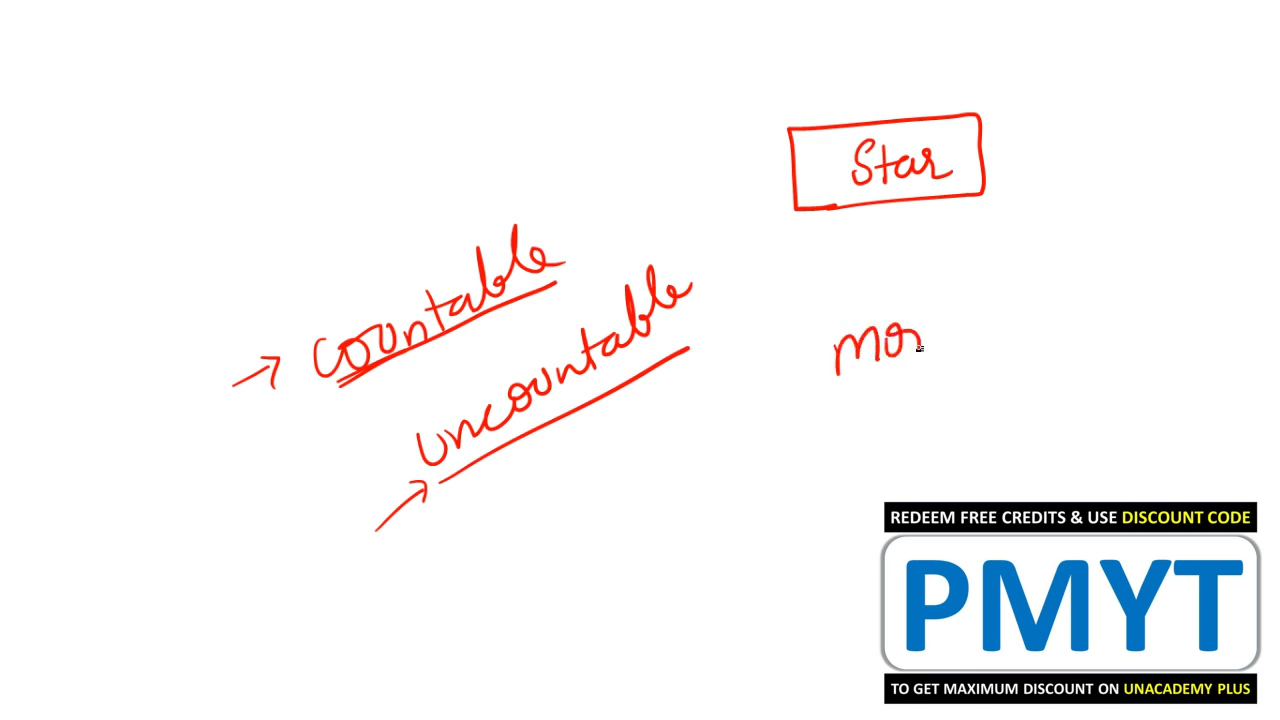 Star
countable
uncountable
mo
REDEEM FREE CREDITS & USE DISCOUNT CODE
PMYT
TO GET MAXIMUM DISCOUNT ON UNACADEMY PLUS